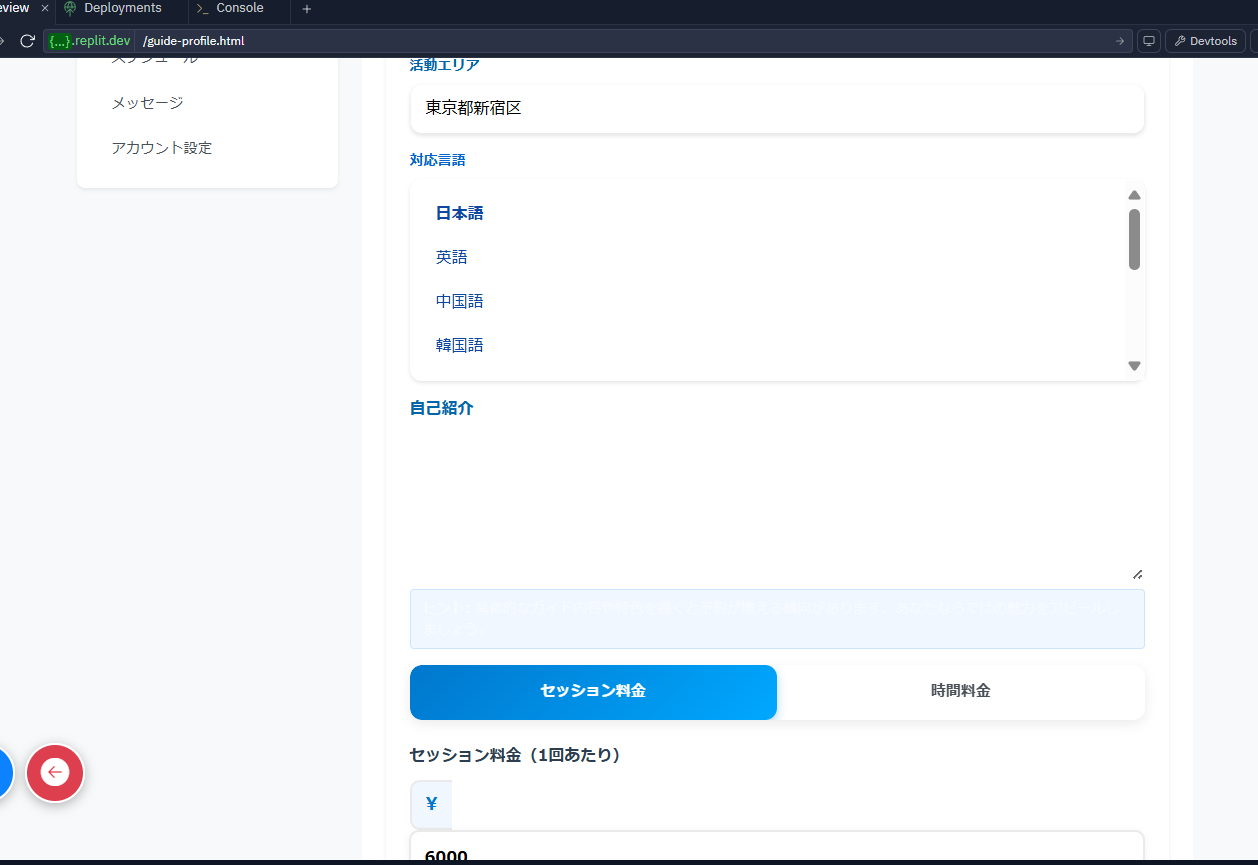 eview
Deployments
Console
{...}.replit.dev
/guide-profile.html
Devtools
スケジュール
メッセージ
アカウント設定
活動エリア
東京都新宿区
対応言語
日本語
英語
中国語
韓国語
自己紹介
セッション料金
時間料金
セッション料金（1回あたり）
¥
6000